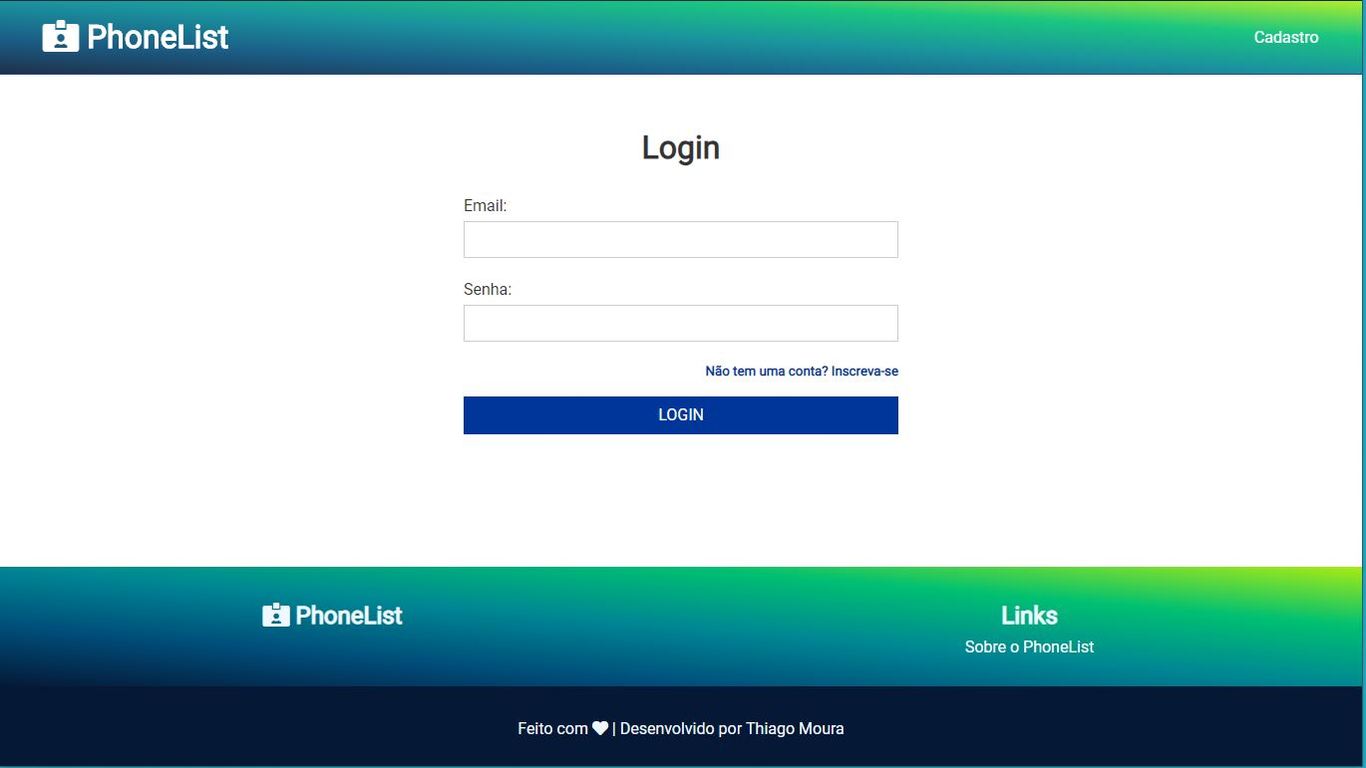 PhoneList
Cadastro
Login
Email:
Senha:
Não tem uma conta? Inscreva-se
LOGIN
PhoneList
Links
Sobre o PhoneList
Feito com | Desenvolvido por Thiago Moura